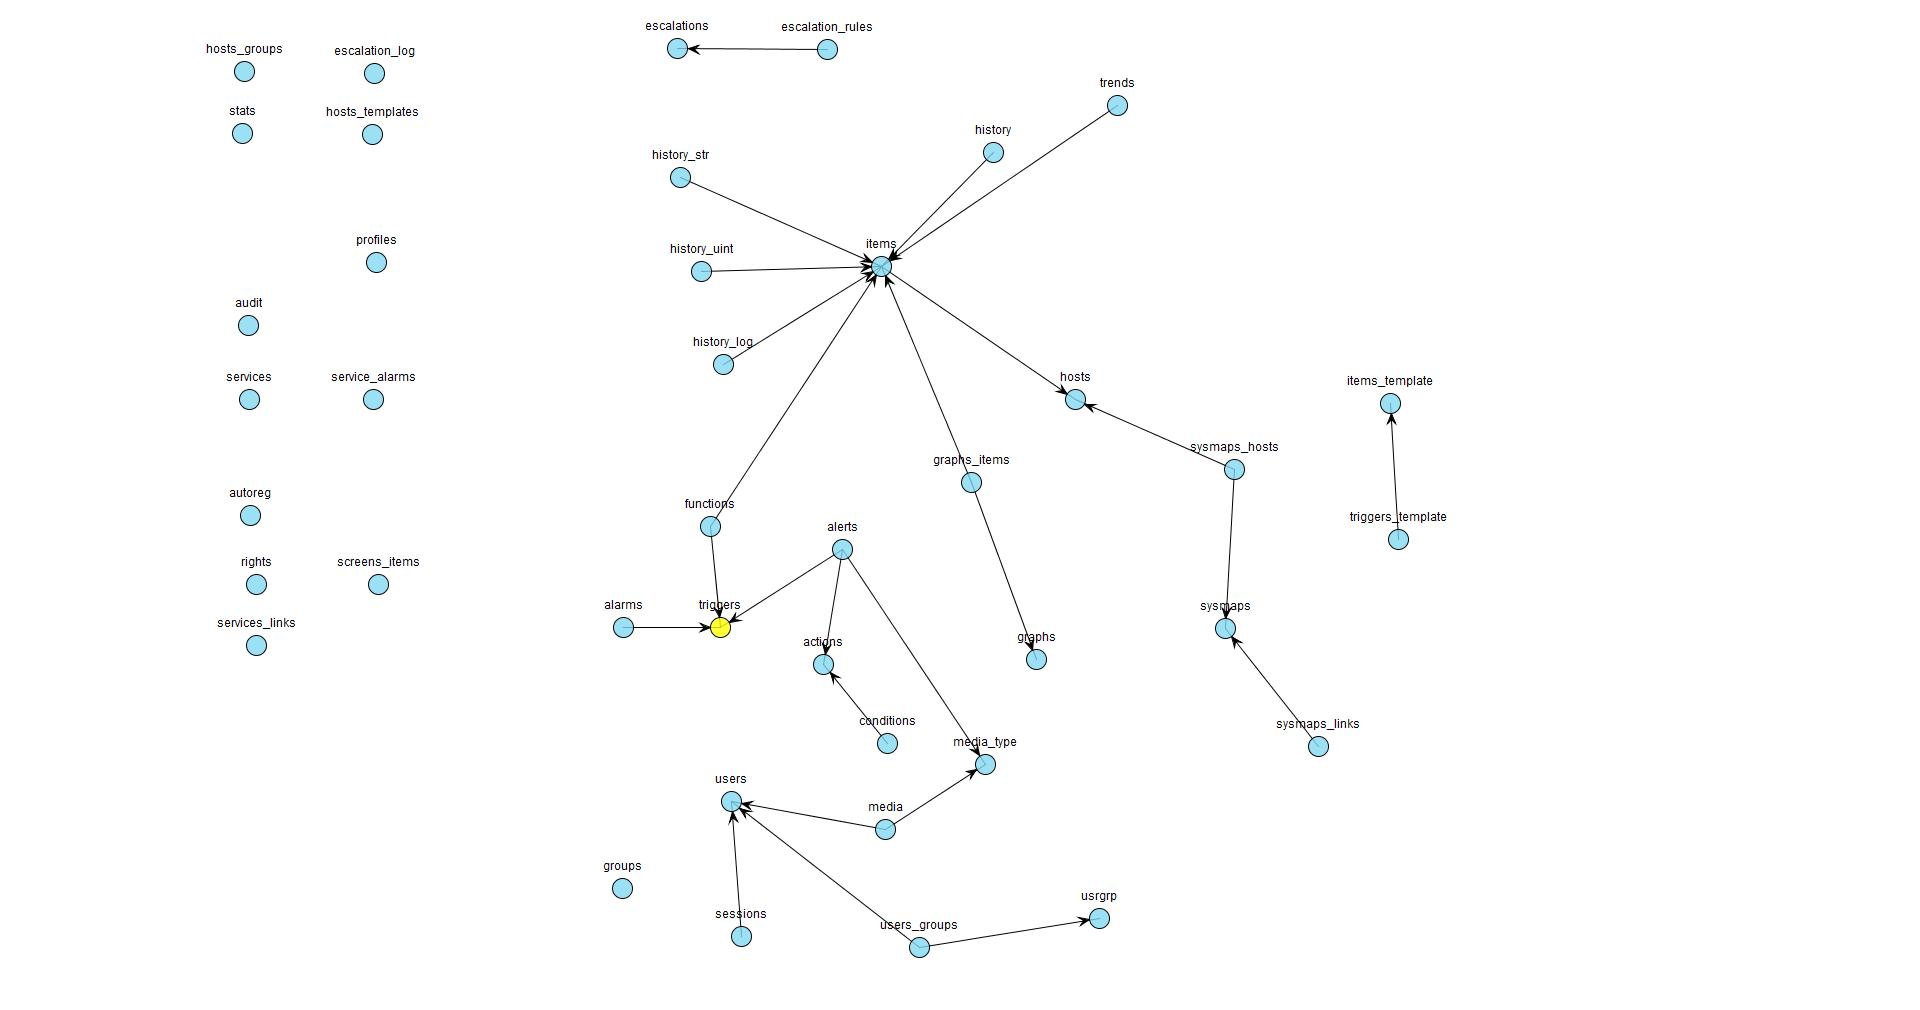 escalations
escalation_rules
hosts_groups
escalation_log
trends
stats
hosts_templates
history
history_str
profiles
items
history_uint
audit
history_log
services
service_alarms
hosts
items_template
sysmaps_hosts
graphs_items
autoreg
functions
triggers_template
alerts
rights
screens_items
alarms
triggers
sysmaps
services_links
actions
graphs
conditions
sysmaps_links
media_type
users
media
groups
usrgrp
sessions
users_groups